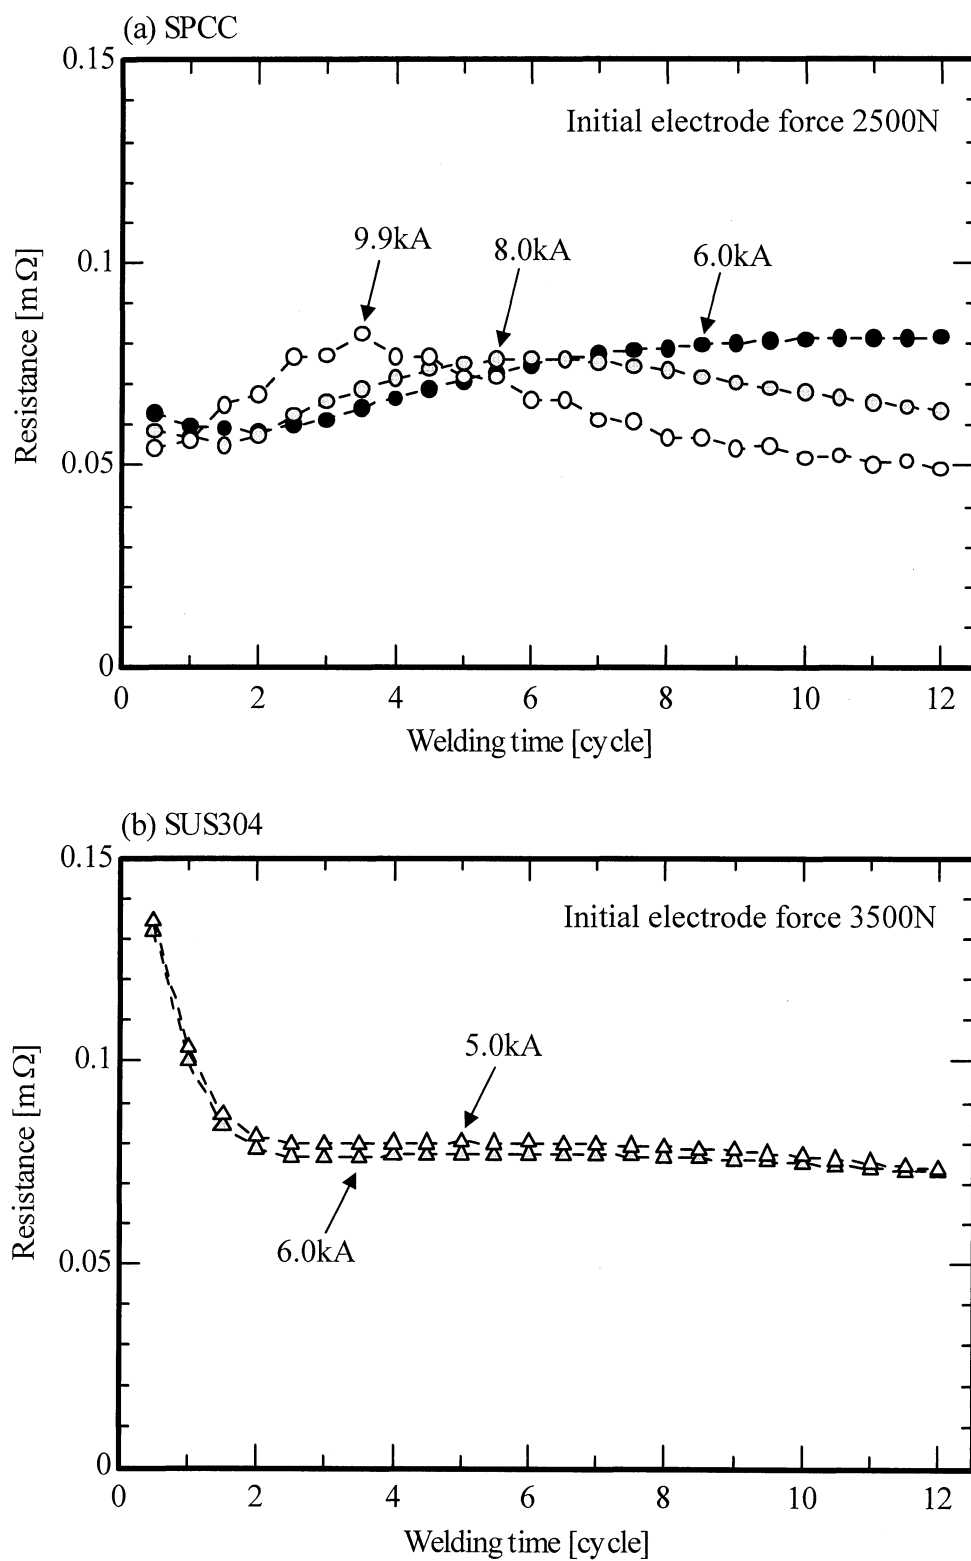 (a) SPCC
0.15
Initial electrode force 2500N
9.9kA
8.0kA
6.0kA
0.1
Resistance [mΩ]
0.05
0
0 2 4 6 8 10 12
Welding time [cycle]
(b) SUS304
0.15
Initial electrode force 3500N
5.0kA
0.1
Resistance [mΩ]
6.0kA
0.05
0
0 2 4 6 8 10 12
Welding time [cycle]